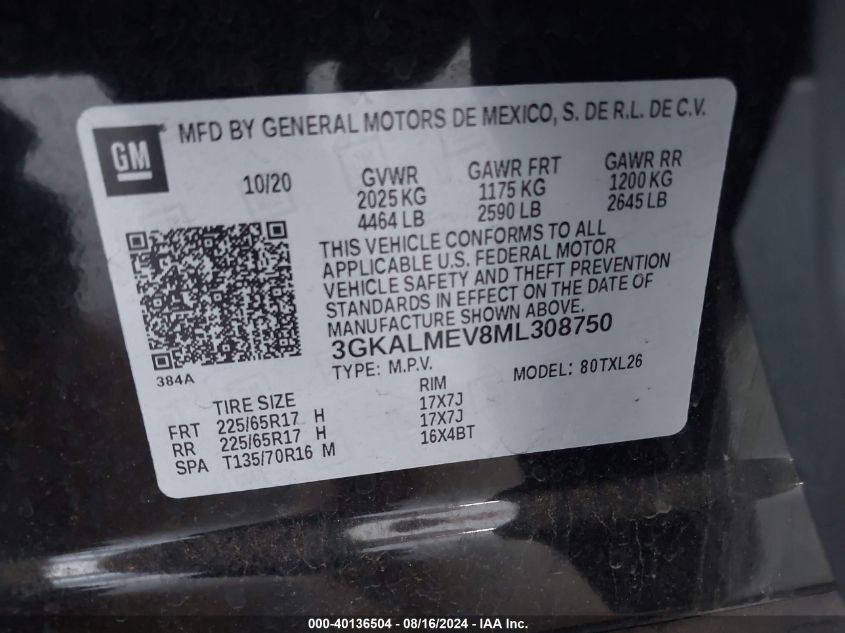 GM
MFD BY GENERAL MOTORS DE MEXICO, S. DE R.L. DE C.V.
10/20
GVWR
2025 KG
4464 LB
GAWR FRT
1175 KG
2590 LB
GAWR RR
1200 KG
2645 LB
THIS VEHICLE CONFORMS TO ALL
APPLICABLE U.S. FEDERAL MOTOR
VEHICLE SAFETY AND THEFT PREVENTION
STANDARDS IN EFFECT ON THE DATE OF
MANUFACTURE SHOWN ABOVE.
3GKALMEV8ML308750
384A
TYPE: M.P.V.
MODEL: 80TXL26
TIRE SIZE RIM
FRT 225/65R17 H 17X7J
RR 225/65R17 H 17X7J
SPA T135/70R16 M 16X4BT
000-40136504 - 08/16/2024 - IAA Inc.